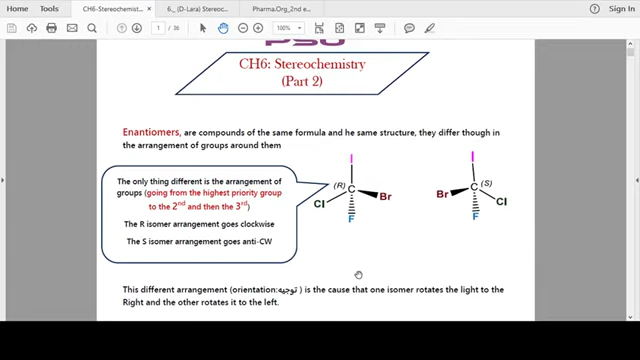 CH6-Stereochemistry
6._ (D-Lara) Stereoc
Pharma.Org_2nd e
1 / 36
100%
PSU
CH6: Stereochemistry
(Part 2)
Enantiomers, are compounds of the same formula and he same structure, they differ though in
the arrangement of groups around them
The only thing different is the arrangement of
groups (going from the highest priority group
to the 2nd and then the 3rd)
The R isomer arrangement goes clockwise
The S isomer arrangement goes anti-CW
I
(R)
C
Br
Cl
F
I
(S)
C
Br
Cl
F
This different arrangement (orientation:توجيه ) is the cause that one isomer rotates the light to the
Right and the other rotates it to the left.